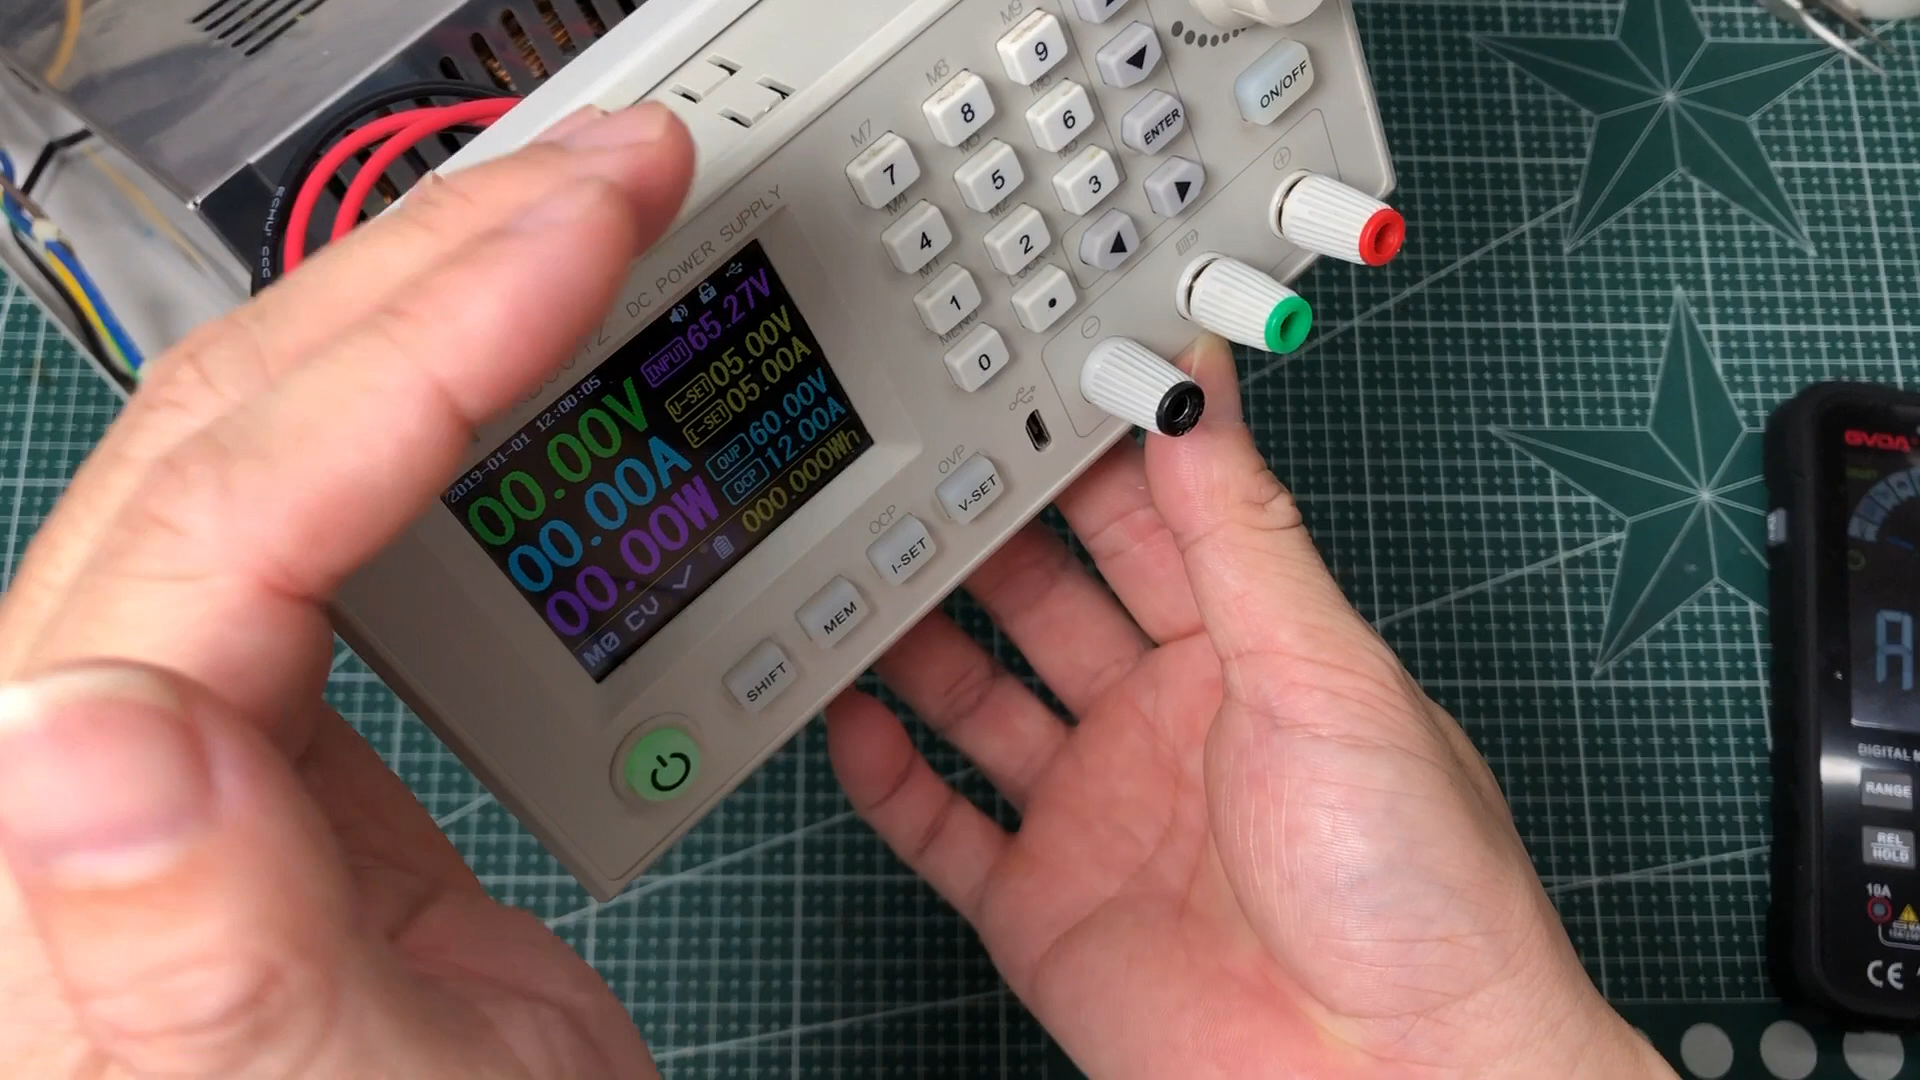 DC POWER SUPPLY
2019-01-01 12:00:05
INPUT 65.27V
00.00V
V-SET 05.00V
I-SET 05.00A
00.00A
OVP 60.00V
OCP 12.00A
00.00W
000.000Wh
M0 CV
M7
M8
M9
7
8
9
M4
4
5
6
ENTER
ON/OFF
M1
M2
1
2
3
MENU
0
.
OVP
V-SET
OCP
I-SET
MEM
SHIFT
GVDA
A
RANGE
REL
HOLD
10A
CE